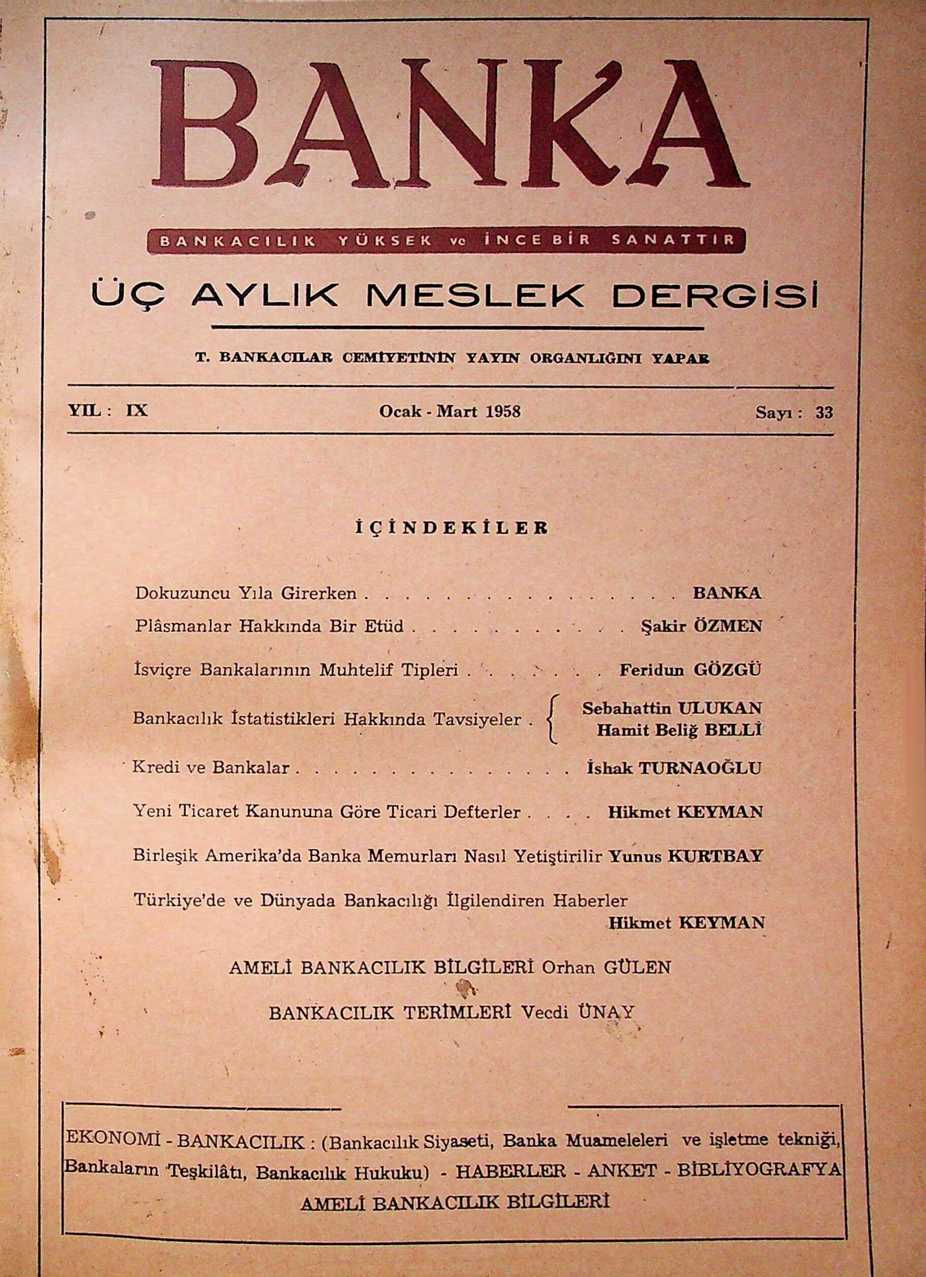 BANKA
BANKACILIK YÜKSEK ve İNCE BİR SANATTIR
ÜÇ AYLIK MESLEK DERGİSİ
T. BANKACILAR CEMİYETİNİN YAYIN ORGANLIĞINI YAPAR
YIL : IX Ocak - Mart 1958 Sayı : 33
İÇİNDEKİLER
Dokuzuncu Yıla Girerken . . . . . . . . . . . . . . . . BANKA
Plâsmanlar Hakkında Bir Etüd . . . . . . . . . . . Şakir ÖZMEN
İsviçre Bankalarının Muhtelif Tipleri . . . . . . . Feridun GÖZGÜ
Bankacılık İstatistikleri Hakkında Tavsiyeler . { Sebahattin ULUKAN
Hamit Beliğ BELLİ
Kredi ve Bankalar . . . . . . . . . . . . . . İshak TURNAOĞLU
Yeni Ticaret Kanununa Göre Ticari Defterler . . . . Hikmet KEYMAN
Birleşik Amerika'da Banka Memurları Nasıl Yetiştirilir Yunus KURTBAY
Türkiye'de ve Dünyada Bankacılığı İlgilendiren Haberler
Hikmet KEYMAN
AMELİ BANKACILIK BİLGİLERİ Orhan GÜLEN
BANKACILIK TERİMLERİ Vecdi ÜNAY
EKONOMİ - BANKACILIK : (Bankacılık Siyaseti, Banka Muameleleri ve işletme tekniği,
Bankaların Teşkilâtı, Bankacılık Hukuku) - HABERLER - ANKET - BİBLİYOGRAFYA
AMELİ BANKACILIK BİLGİLERİ